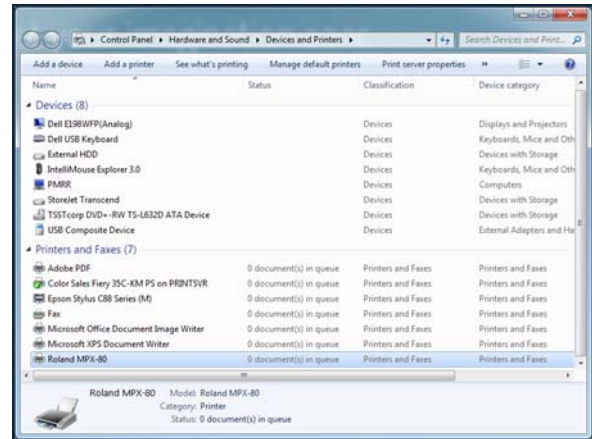 Control Panel ▸ Hardware and Sound ▸ Devices and Printers ▸ Search Devices and Print...
Add a device Add a printer See what's printing Manage default printers Print server properties »
Name Status Classification Device category
Devices (8)
Dell E198WFP(Analog) Devices Displays and Projectors
Dell USB Keyboard Devices Keyboards, Mice and Oth
External HDD Devices Devices with Storage
IntelliMouse Explorer 3.0 Devices Keyboards, Mice and Oth
PMRR Devices Computers
StoreJet Transcend Devices Devices with Storage
TSSTcorp DVD+-RW TS-L632D ATA Device Devices Devices with Storage
USB Composite Device Devices External Adapters and Ha
Printers and Faxes (7)
Adobe PDF 0 document(s) in queue Printers and Faxes Printers and Faxes
Color Sales Fiery 35C-KM PS on PRINTSVR 0 document(s) in queue Printers and Faxes Printers and Faxes
Epson Stylus C88 Series (M) 0 document(s) in queue Printers and Faxes Printers and Faxes
Fax 0 document(s) in queue Printers and Faxes Printers and Faxes
Microsoft Office Document Image Writer 0 document(s) in queue Printers and Faxes Printers and Faxes
Microsoft XPS Document Writer 0 document(s) in queue Printers and Faxes Printers and Faxes
Roland MPX-80 0 document(s) in queue Printers and Faxes Printers and Faxes
Roland MPX-80 Model: Roland MPX-80
Category: Printer
Status: 0 document(s) in queue